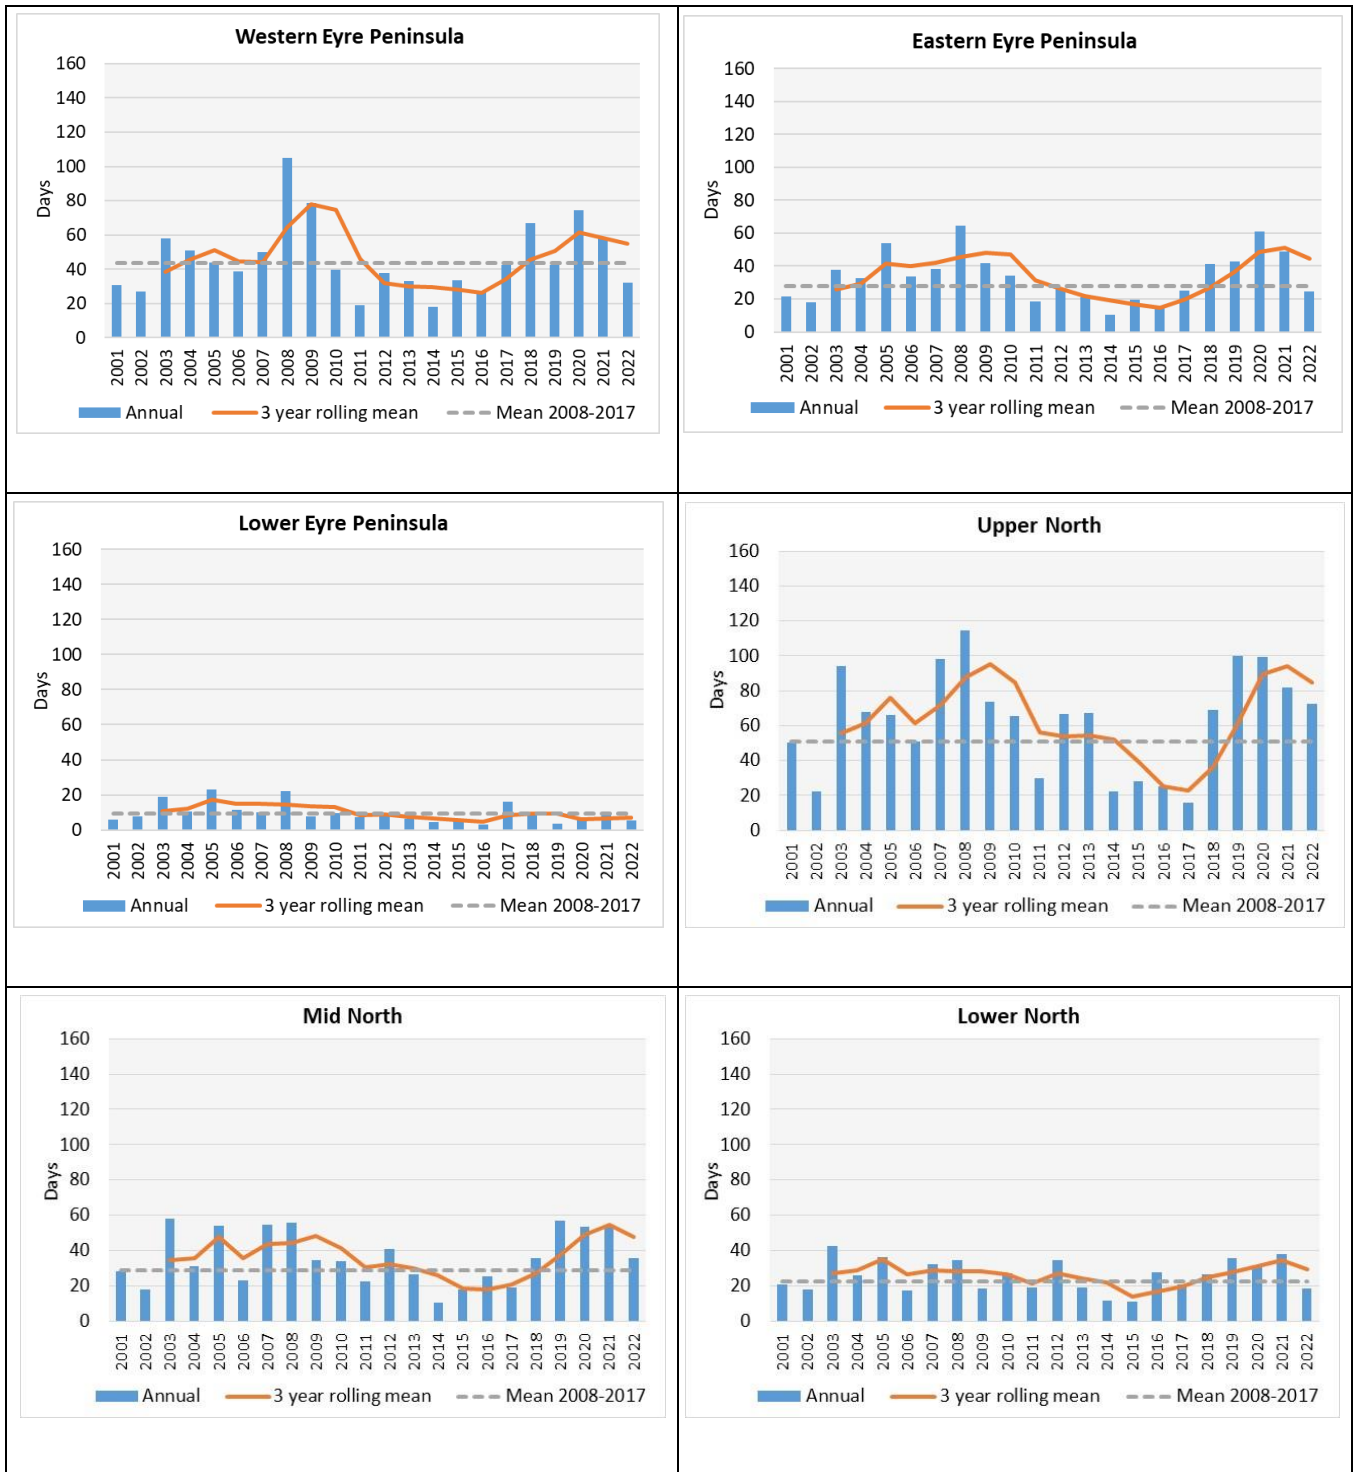 Western Eyre Peninsula
160
140
120
100
80
60
40
20
0
Days
2001 2002 2003 2004 2005 2006 2007 2008 2009 2010 2011 2012 2013 2014 2015 2016 2017 2018 2019 2020 2021 2022
Annual 3 year rolling mean Mean 2008-2017
Eastern Eyre Peninsula
160
140
120
100
80
60
40
20
0
Days
2001 2002 2003 2004 2005 2006 2007 2008 2009 2010 2011 2012 2013 2014 2015 2016 2017 2018 2019 2020 2021 2022
Annual 3 year rolling mean Mean 2008-2017
Lower Eyre Peninsula
160
140
120
100
80
60
40
20
0
Days
2001 2002 2003 2004 2005 2006 2007 2008 2009 2010 2011 2012 2013 2014 2015 2016 2017 2018 2019 2020 2021 2022
Annual 3 year rolling mean Mean 2008-2017
Upper North
160
140
120
100
80
60
40
20
0
Days
2001 2002 2003 2004 2005 2006 2007 2008 2009 2010 2011 2012 2013 2014 2015 2016 2017 2018 2019 2020 2021 2022
Annual 3 year rolling mean Mean 2008-2017
Mid North
160
140
120
100
80
60
40
20
0
Days
2001 2002 2003 2004 2005 2006 2007 2008 2009 2010 2011 2012 2013 2014 2015 2016 2017 2018 2019 2020 2021 2022
Annual 3 year rolling mean Mean 2008-2017
Lower North
160
140
120
100
80
60
40
20
0
Days
2001 2002 2003 2004 2005 2006 2007 2008 2009 2010 2011 2012 2013 2014 2015 2016 2017 2018 2019 2020 2021 2022
Annual 3 year rolling mean Mean 2008-2017